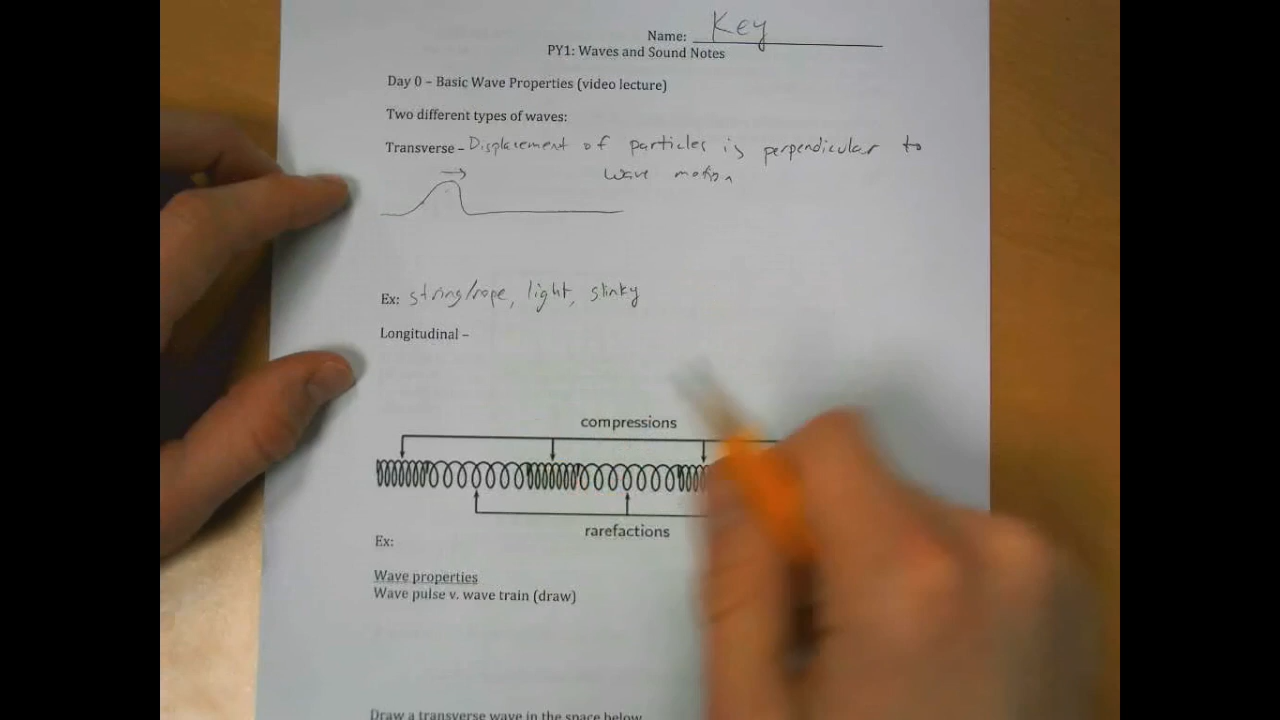 Name: Key
PY1: Waves and Sound Notes
Day 0 – Basic Wave Properties (video lecture)
Two different types of waves:
Transverse – Displacement of particles is perpendicular to
wave motion
Ex: string/rope, light, slinky
Longitudinal –
compressions
rarefactions
Ex:
Wave properties
Wave pulse v. wave train (draw)
Draw a transverse wave in the space below